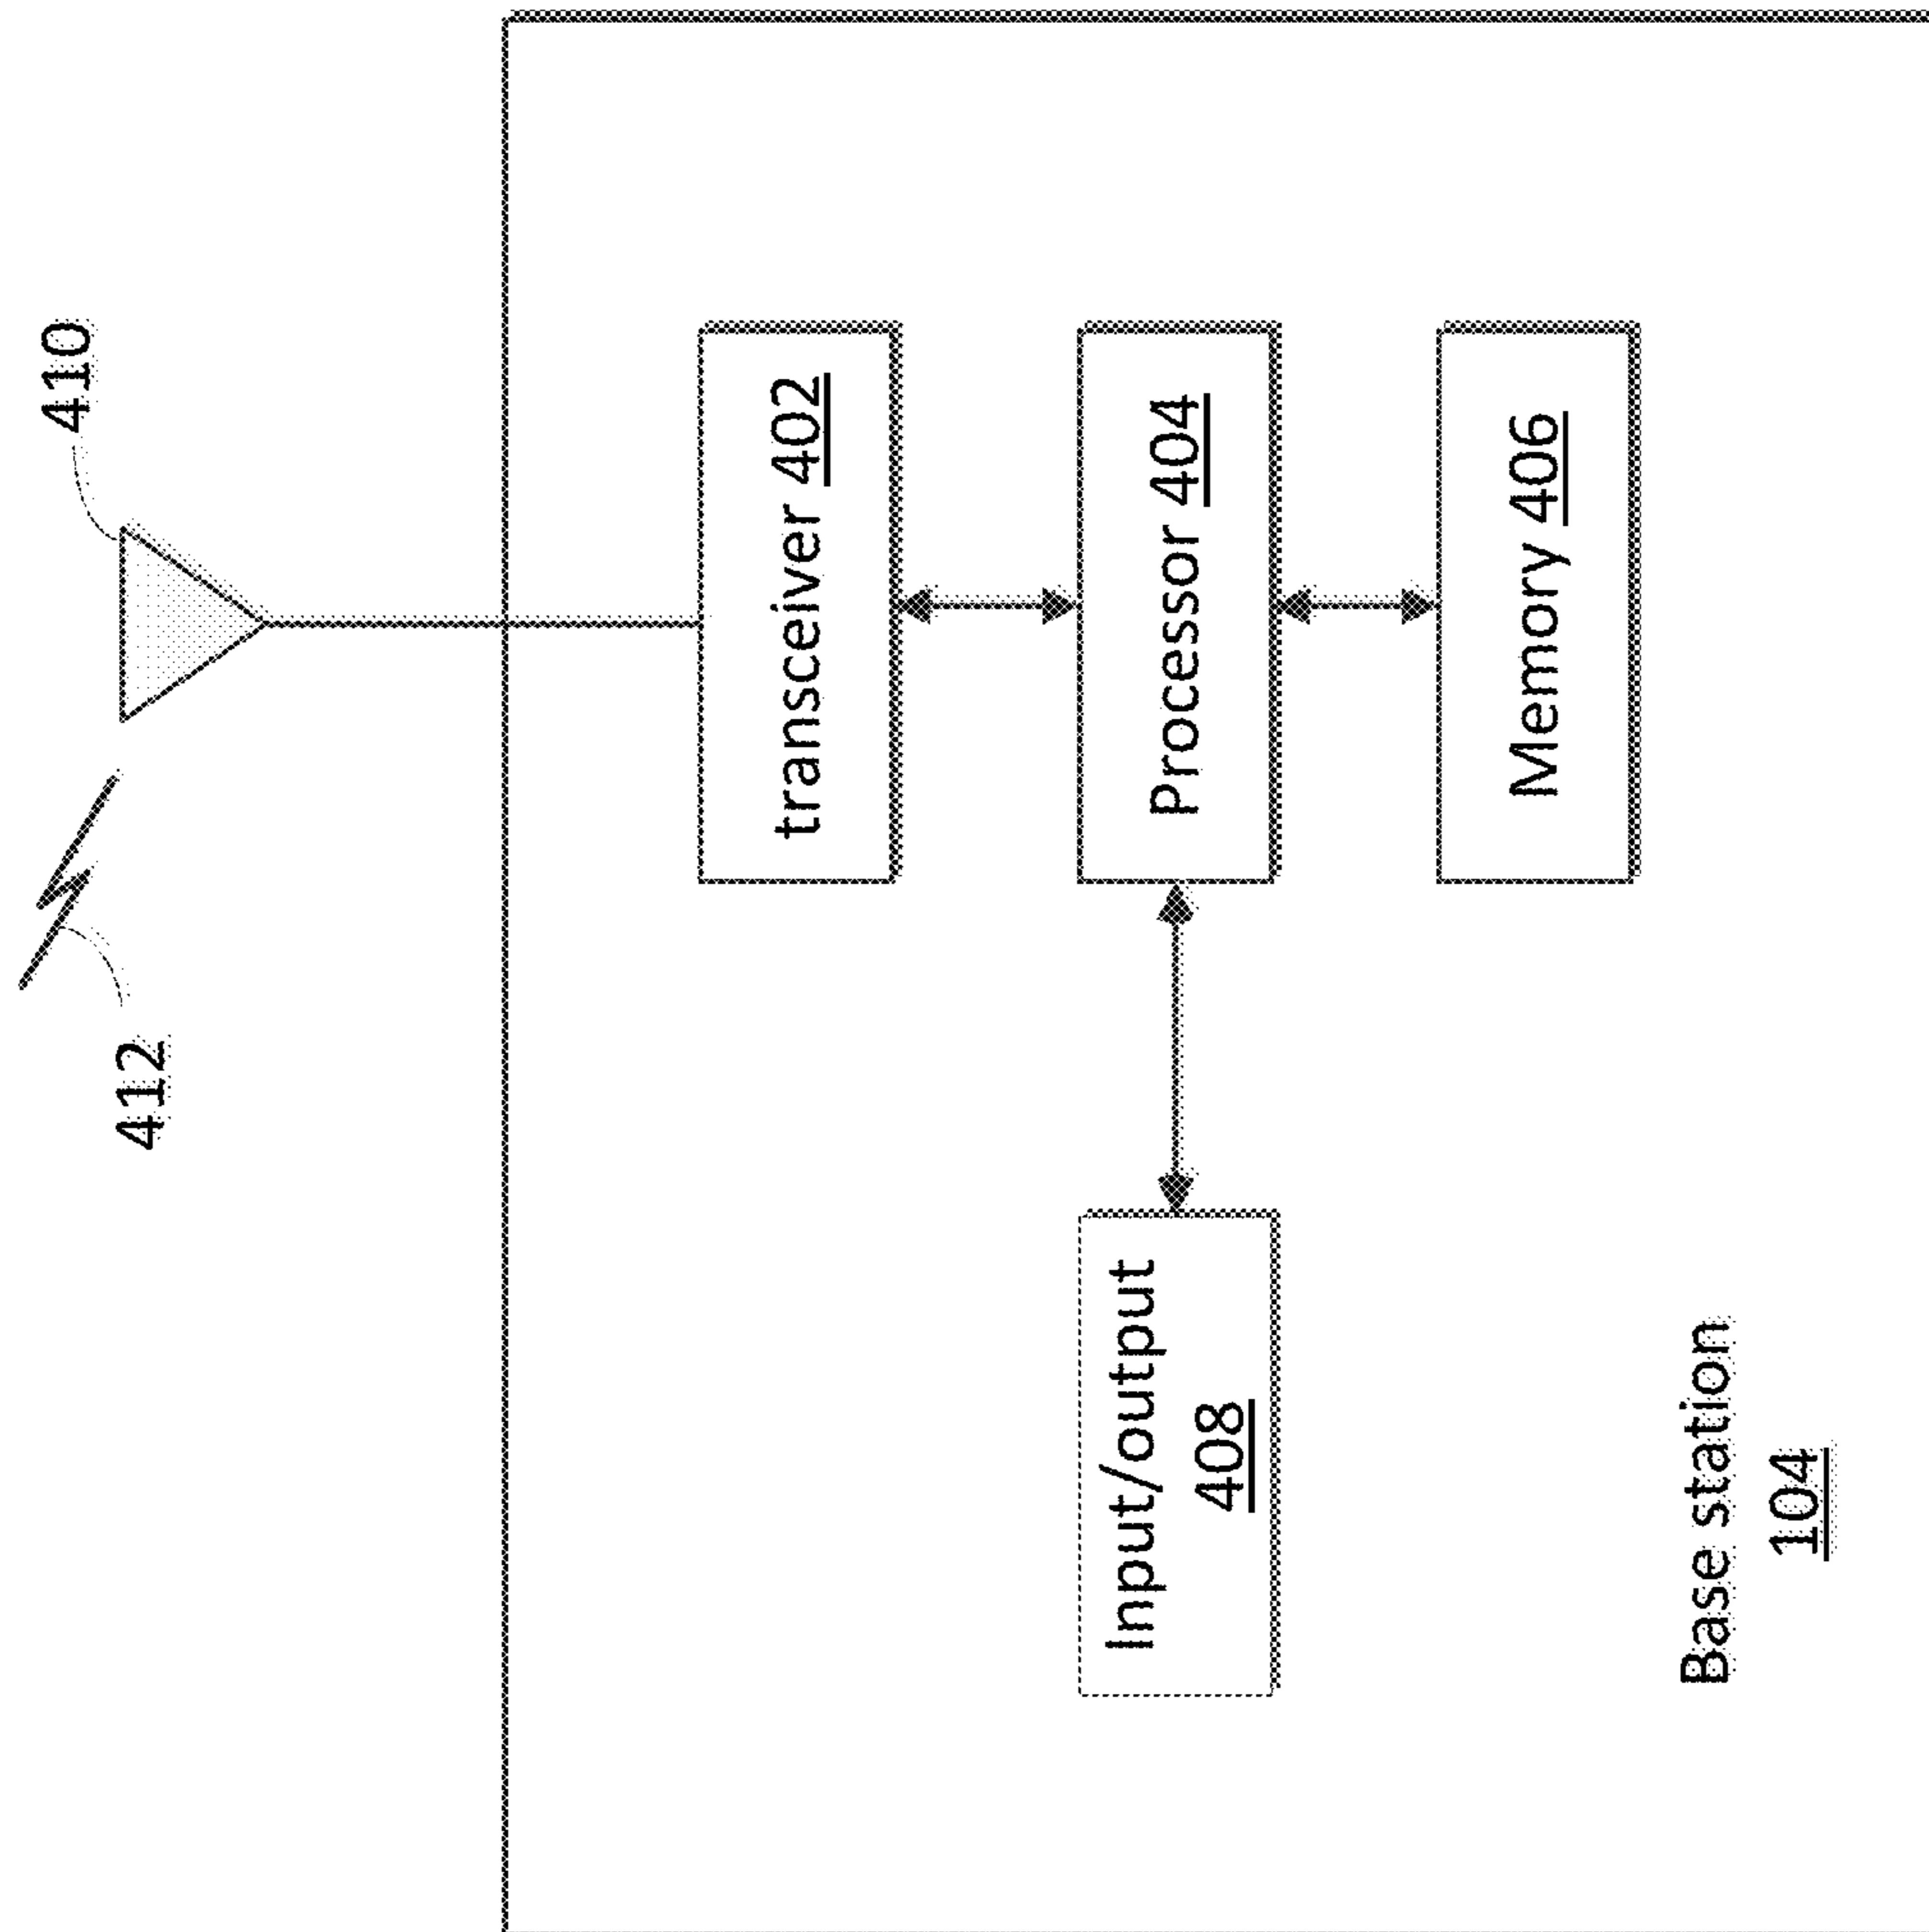 410
412
transceiver 402
Processor 404
Memory 406
Input/output
408
Base station
104